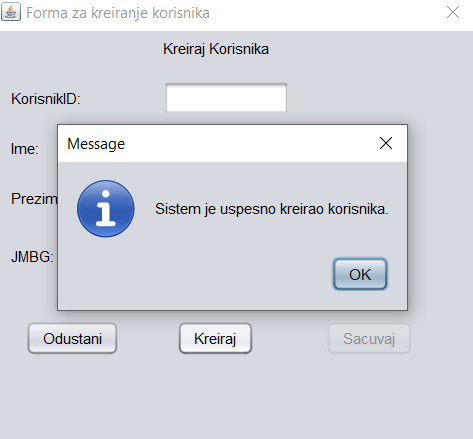 Forma za kreiranje korisnika
Kreiraj Korisnika
KorisnikID:
Ime:
Message
Sistem je uspesno kreirao korisnika.
Prezim
JMBG:
OK
Odustani
Kreiraj
Sacuvaj